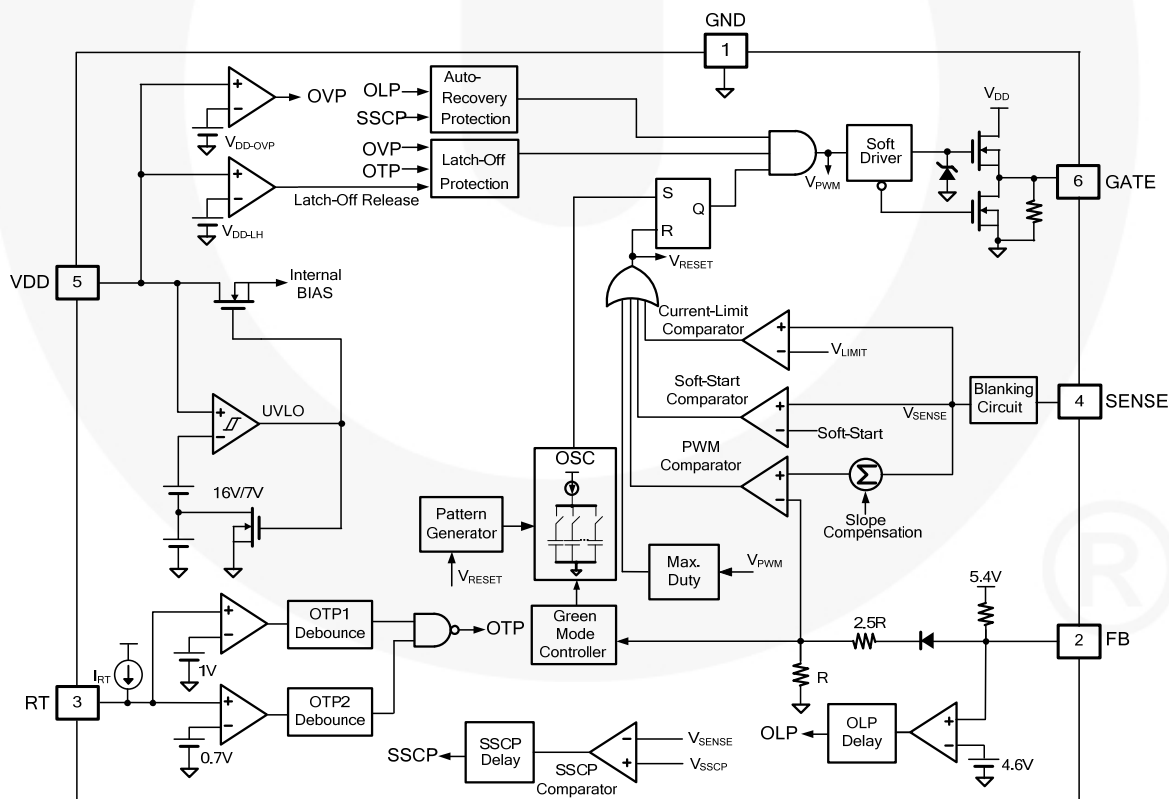 GND
1
OVP
VDD-OVP
OLP
SSCP
Auto-
Recovery
Protection
OVP
OTP
Latch-Off
Protection
Latch-Off Release
VDD-LH
VPWM
Soft
Driver
VDD
6
GATE
S
Q
R
VRESET
VDD
5
Internal
BIAS
Current-Limit
Comparator
+
−
VLIMIT
Soft-Start
Comparator
+
−
Soft-Start
VSENSE
Blanking
Circuit
4
SENSE
UVLO
+
−
16V/7V
PWM
Comparator
+
−
Σ
Slope
Compensation
OSC
Pattern
Generator
VRESET
Max.
Duty
VPWM
Green
Mode
Controller
5.4V
2.5R
R
2
FB
OTP1
Debounce
OTP
1V
IRT
RT
3
OTP2
Debounce
0.7V
+
−
SSCP
SSCP
Delay
SSCP
Comparator
−
+
VSENSE
VSSCP
OLP
OLP
Delay
+
−
4.6V
®